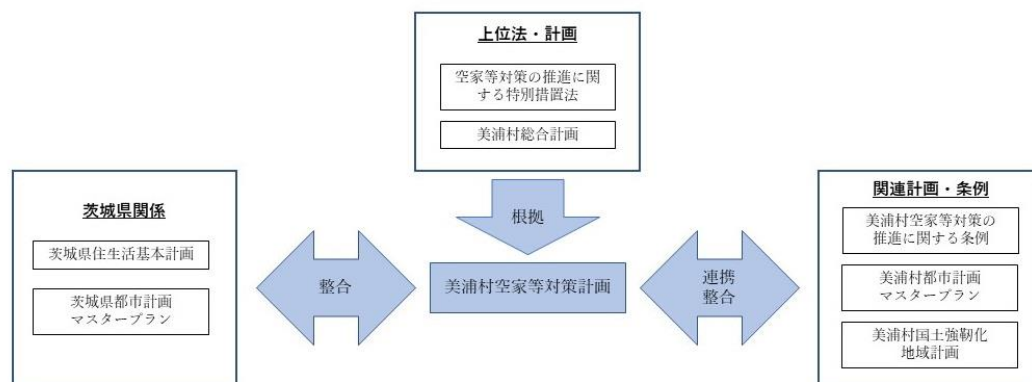 上位法・計画
空家等対策の推進に関
する特別措置法
美浦村総合計画
茨城県関係
茨城県住生活基本計画
茨城県都市計画
マスタープラン
根拠
整合
美浦村空家等対策計画
連携
整合
関連計画・条例
美浦村空家等対策の
推進に関する条例
美浦村都市計画
マスタープラン
美浦村国土強靭化
地域計画